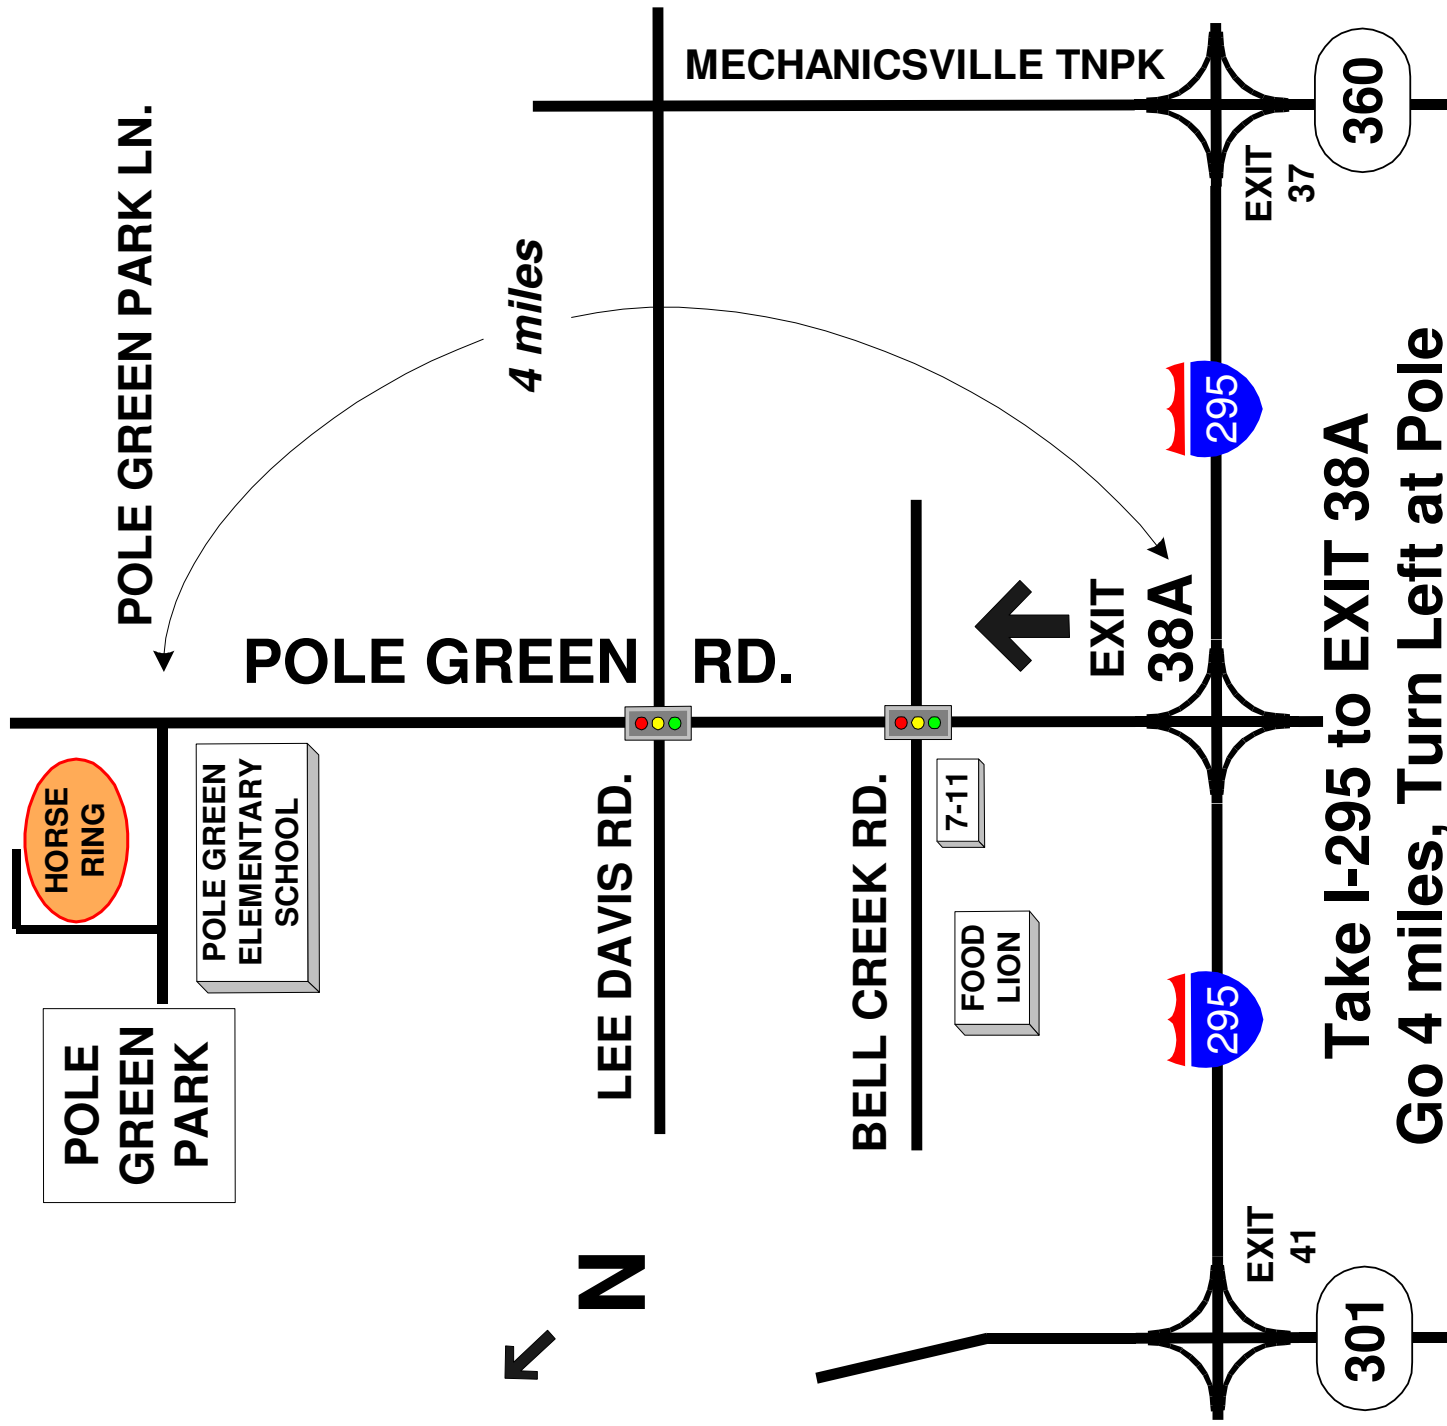 MECHANICSVILLE TNPK
360
EXIT
37
POLE GREEN PARK LN.
4 miles
295
POLE GREEN RD.
EXIT
38A
HORSE
RING
POLE GREEN
ELEMENTARY
SCHOOL
LEE DAVIS RD.
BELL CREEK RD.
7-11
FOOD
LION
POLE
GREEN
PARK
295
N
EXIT
41
301
Take I-295 to EXIT 38A
Go 4 miles, Turn Left at Pole